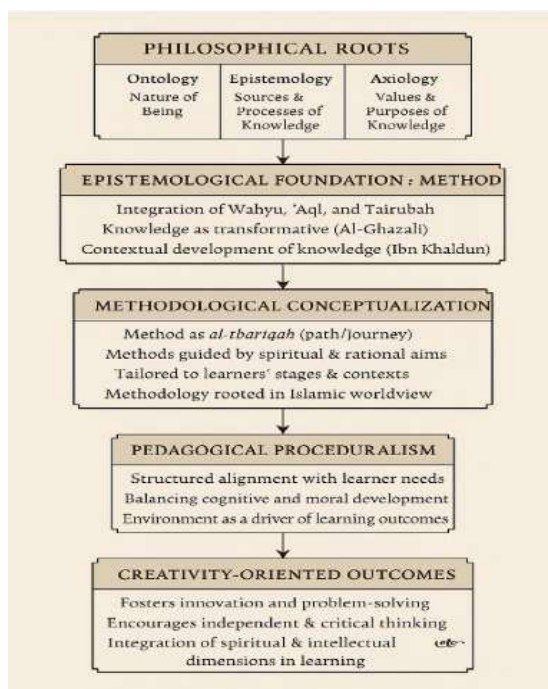 PHILOSOPHICAL ROOTS
Ontology
Nature of
Being
Epistemology
Sources &
Processes of
Knowledge
Axiology
Values &
Purposes of
Knowledge
EPISTEMOLOGICAL FOUNDATION : METHOD
Integration of Wahyu, 'Aql, and Tairubah
Knowledge as transformative (Al-Ghazali)
Contextual development of knowledge (Ibn Khaldun)
METHODOLOGICAL CONCEPTUALIZATION
Method as al-tbariqah (path/journey)
Methods guided by spiritual & rational aims
Tailored to learners' stages & contexts
Methodology rooted in Islamic worldview
PEDAGOGICAL PROCEDURALISM
Structured alignment with learner needs
Balancing cognitive and moral development
Environment as a driver of learning outcomes
CREATIVITY-ORIENTED OUTCOMES
Fosters innovation and problem-solving
Encourages independent & critical thinking
Integration of spiritual & intellectual
dimensions in learning